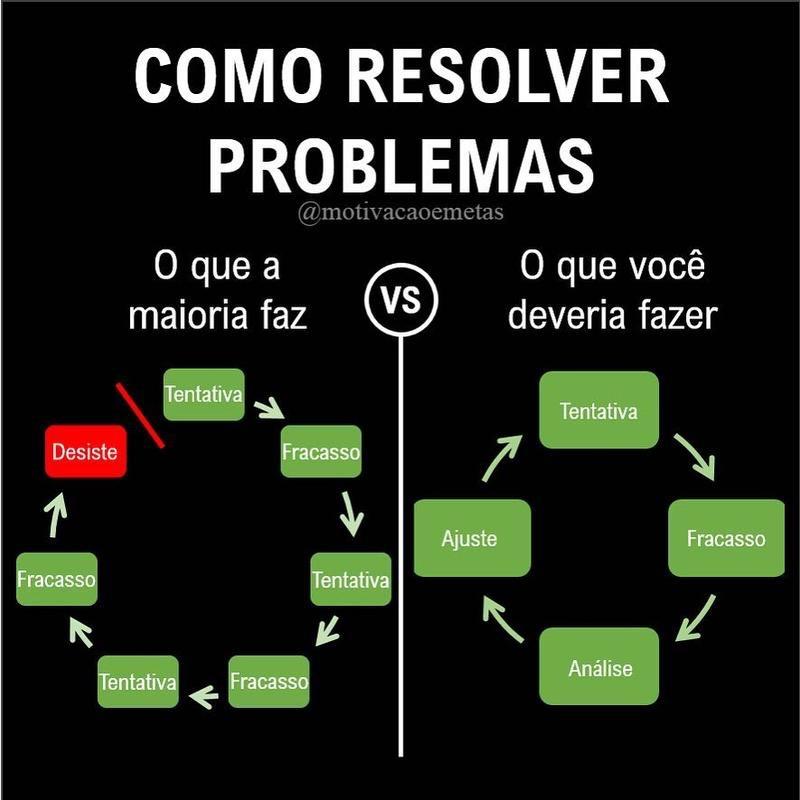 COMO RESOLVER
PROBLEMAS
@motivacaoemetas
O que a
maioria faz
VS
O que você
deveria fazer
Tentativa
Fracasso
Tentativa
Fracasso
Tentativa
Fracasso
Desiste
Tentativa
Fracasso
Análise
Ajuste